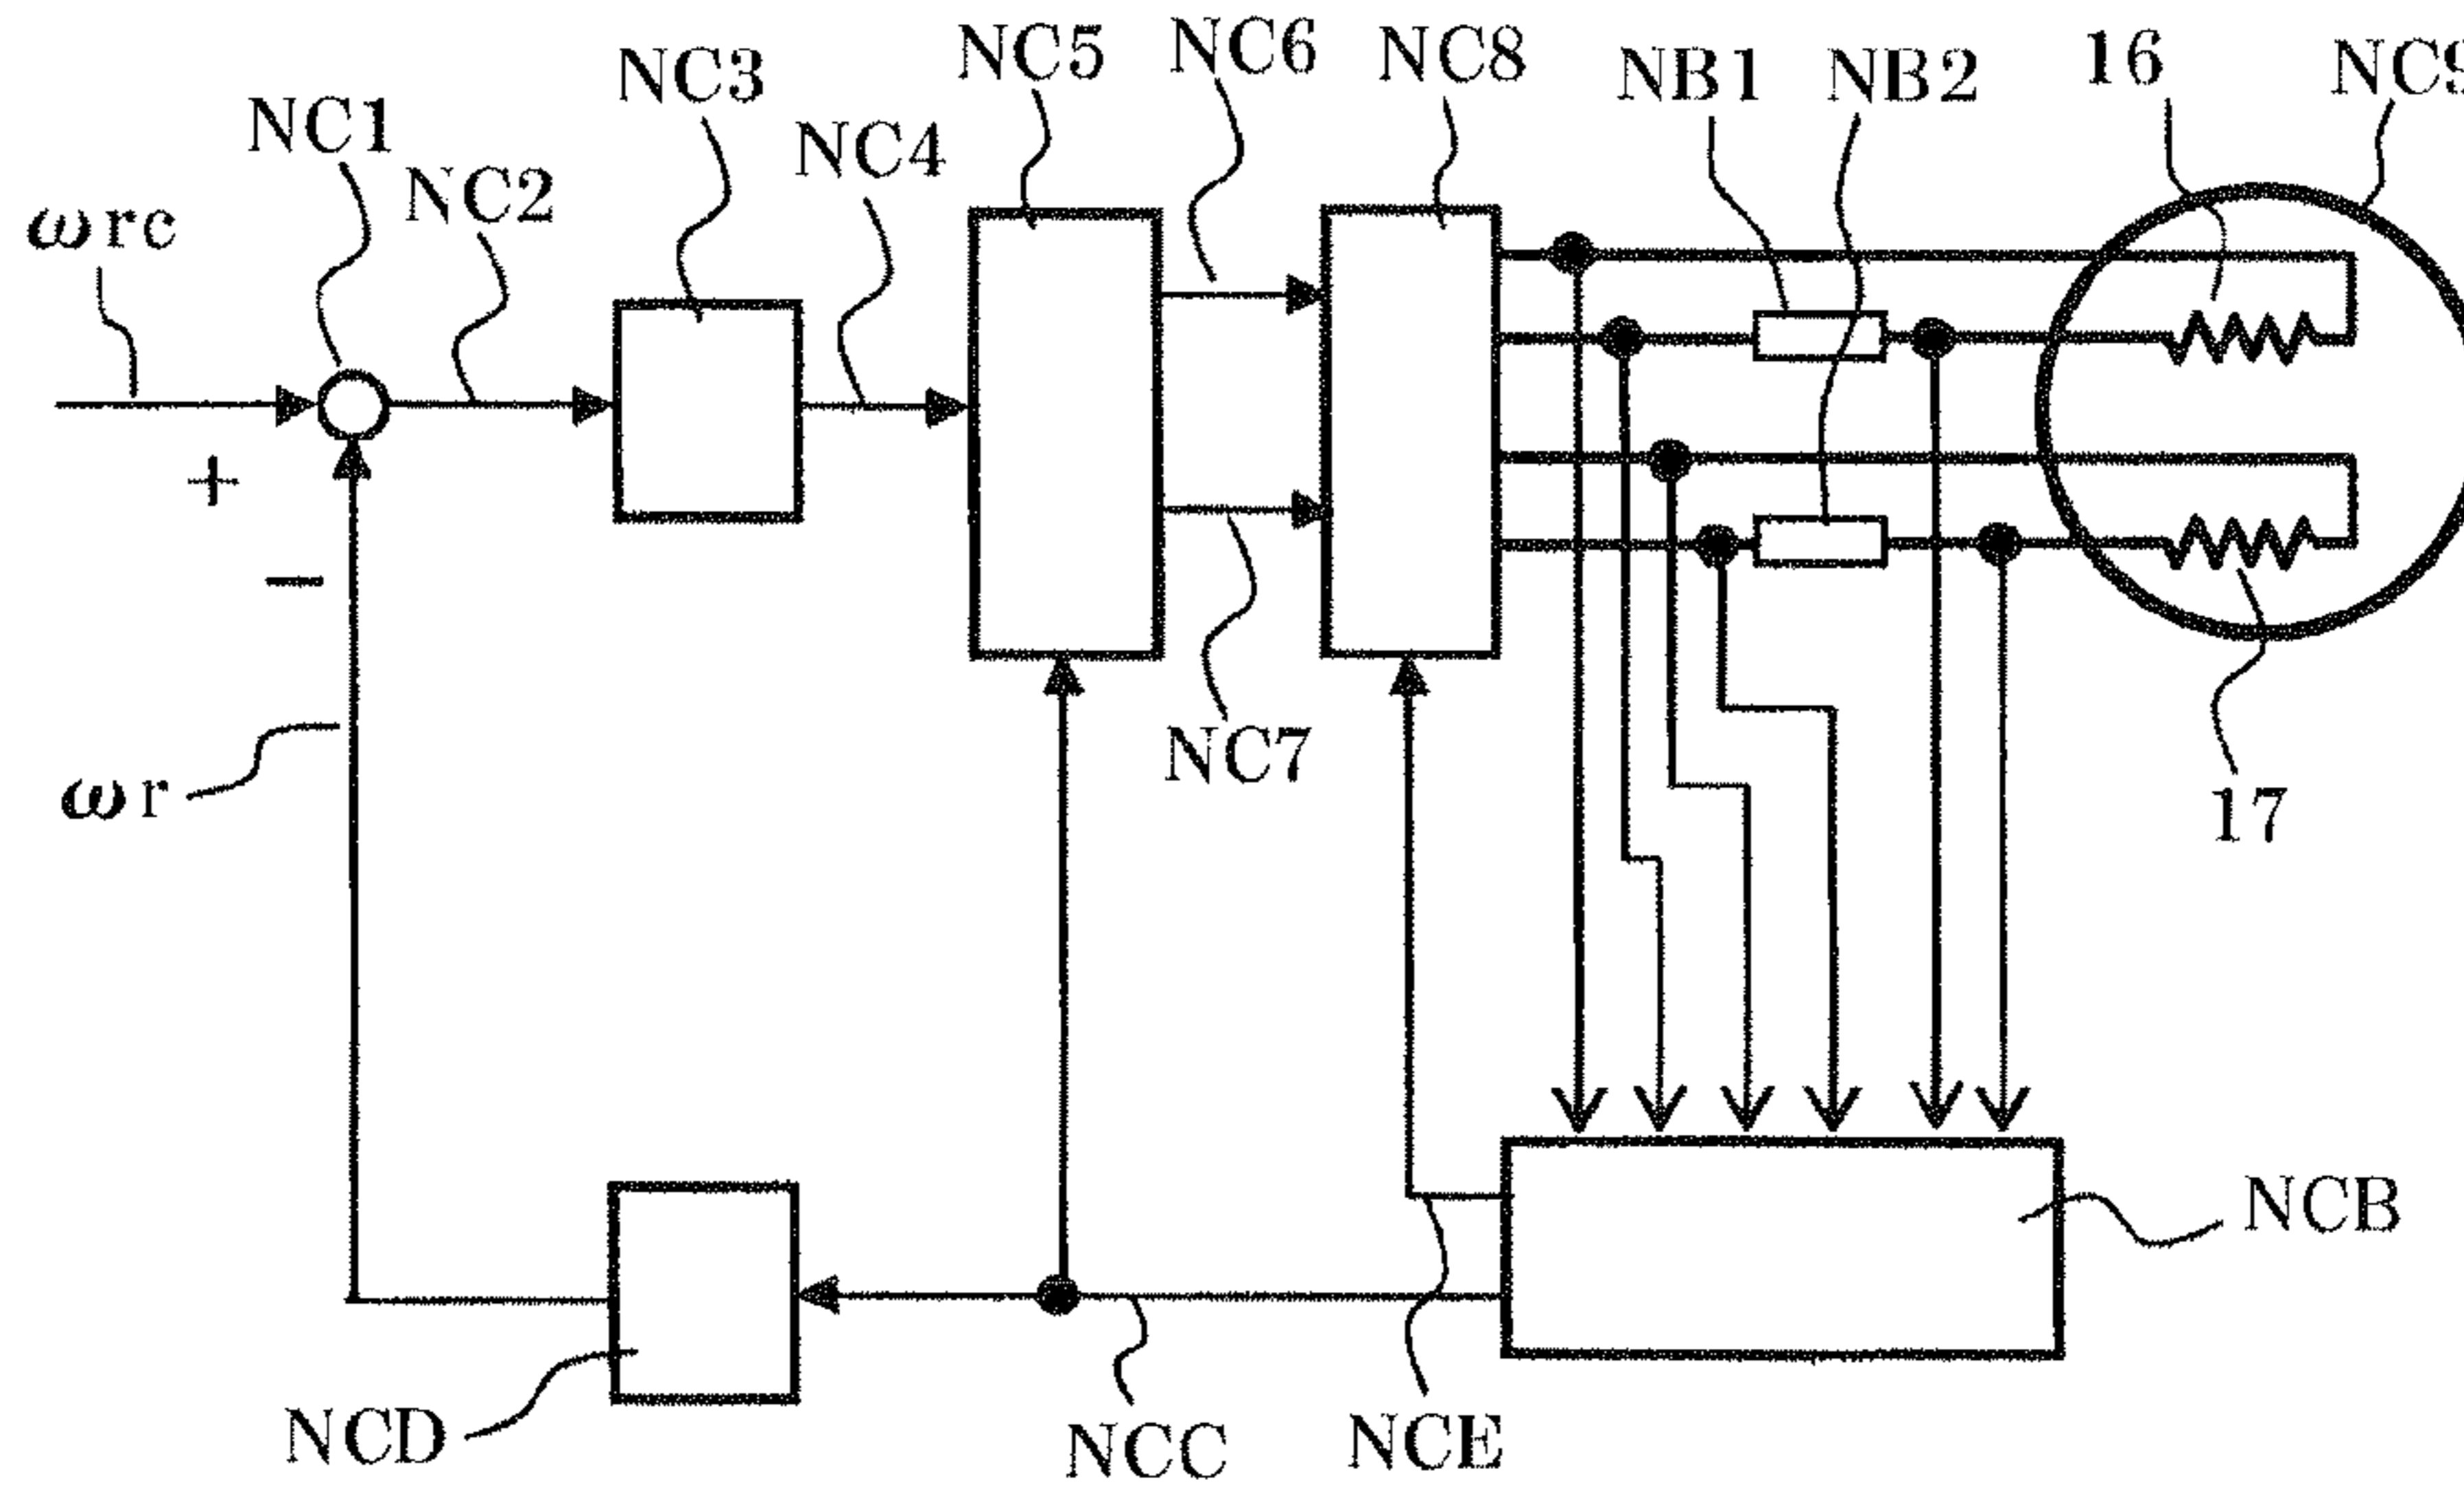 NC5 NC6 NC8
NC3 NB1 NB2 16 NC9
NC1 NC4
NC2
ωrc
+
−
NC7
ωr 17
NCB
NCD NCC NCE